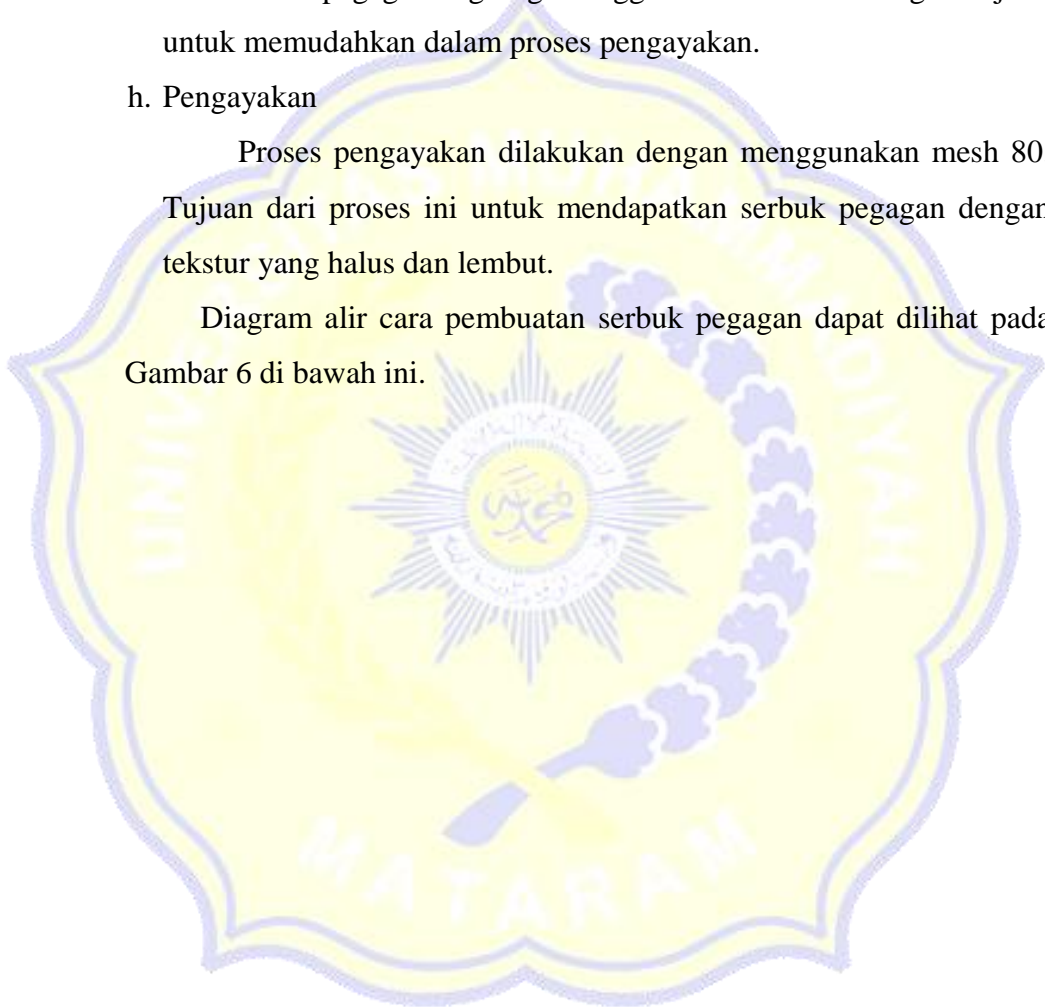 untuk memudahkan dalam proses pengayakan.
h. Pengayakan
Proses pengayakan dilakukan dengan menggunakan mesh 80
Tujuan dari proses ini untuk mendapatkan serbuk pegagan dengan
tekstur yang halus dan lembut.
Diagram alir cara pembuatan serbuk pegagan dapat dilihat pada
Gambar 6 di bawah ini.
UNIVERSITAS MUHAMMADIYAH
MATARAM